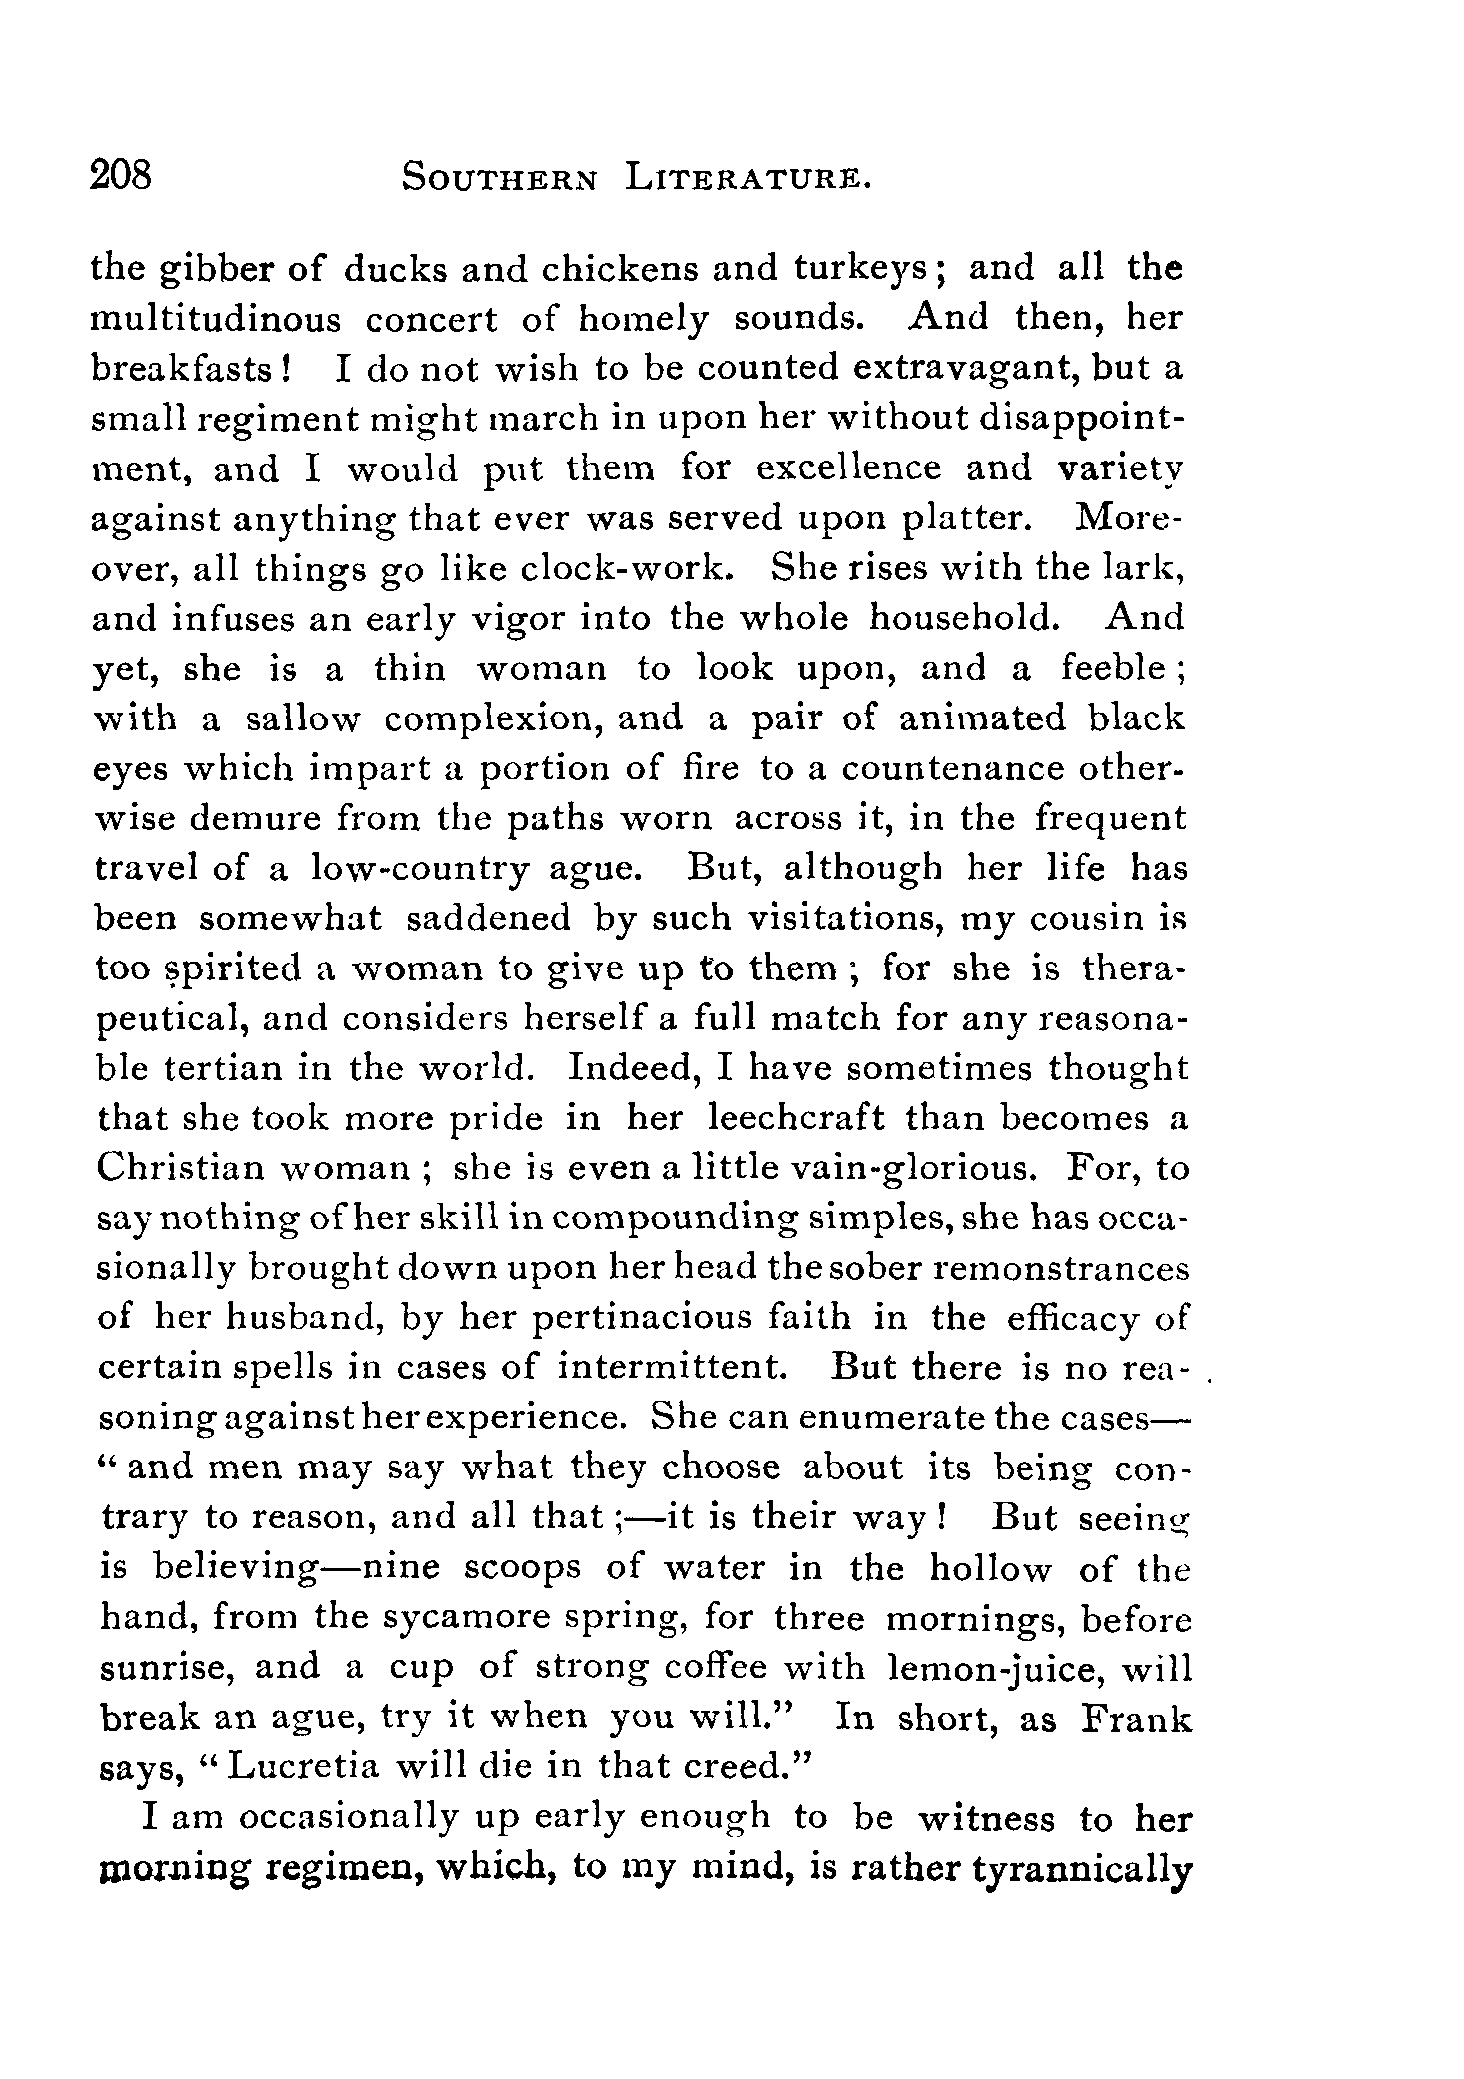 208 SOUTHERN LITERATURE.
the gibber of ducks and chickens and turkeys; and all the
multitudinous concert of homely sounds. And then, her
breakfasts! I do not wish to be counted extravagant, but a
small regiment might march in upon her without disappoint-
ment, and I would put them for excellence and variety
against anything that ever was served upon platter. More-
over, all things go like clock-work. She rises with the lark,
and infuses an early vigor into the whole household. And
yet, she is a thin woman to look upon, and a feeble;
with a sallow complexion, and a pair of animated black
eyes which impart a portion of fire to a countenance other-
wise demure from the paths worn across it, in the frequent
travel of a low-country ague. But, although her life has
been somewhat saddened by such visitations, my cousin is
too spirited a woman to give up to them; for she is thera-
peutical, and considers herself a full match for any reasona-
ble tertian in the world. Indeed, I have sometimes thought
that she took more pride in her leechcraft than becomes a
Christian woman; she is even a little vain-glorious. For, to
say nothing of her skill in compounding simples, she has occa-
sionally brought down upon her head the sober remonstrances
of her husband, by her pertinacious faith in the efficacy of
certain spells in cases of intermittent. But there is no rea-
soning against her experience. She can enumerate the cases—
“and men may say what they choose about its being con-
trary to reason, and all that;—it is their way! But seeing
is believing—nine scoops of water in the hollow of the
hand, from the sycamore spring, for three mornings, before
sunrise, and a cup of strong coffee with lemon-juice, will
break an ague, try it when you will.” In short, as Frank
says, “Lucretia will die in that creed.”
I am occasionally up early enough to be witness to her
morning regimen, which, to my mind, is rather tyrannically